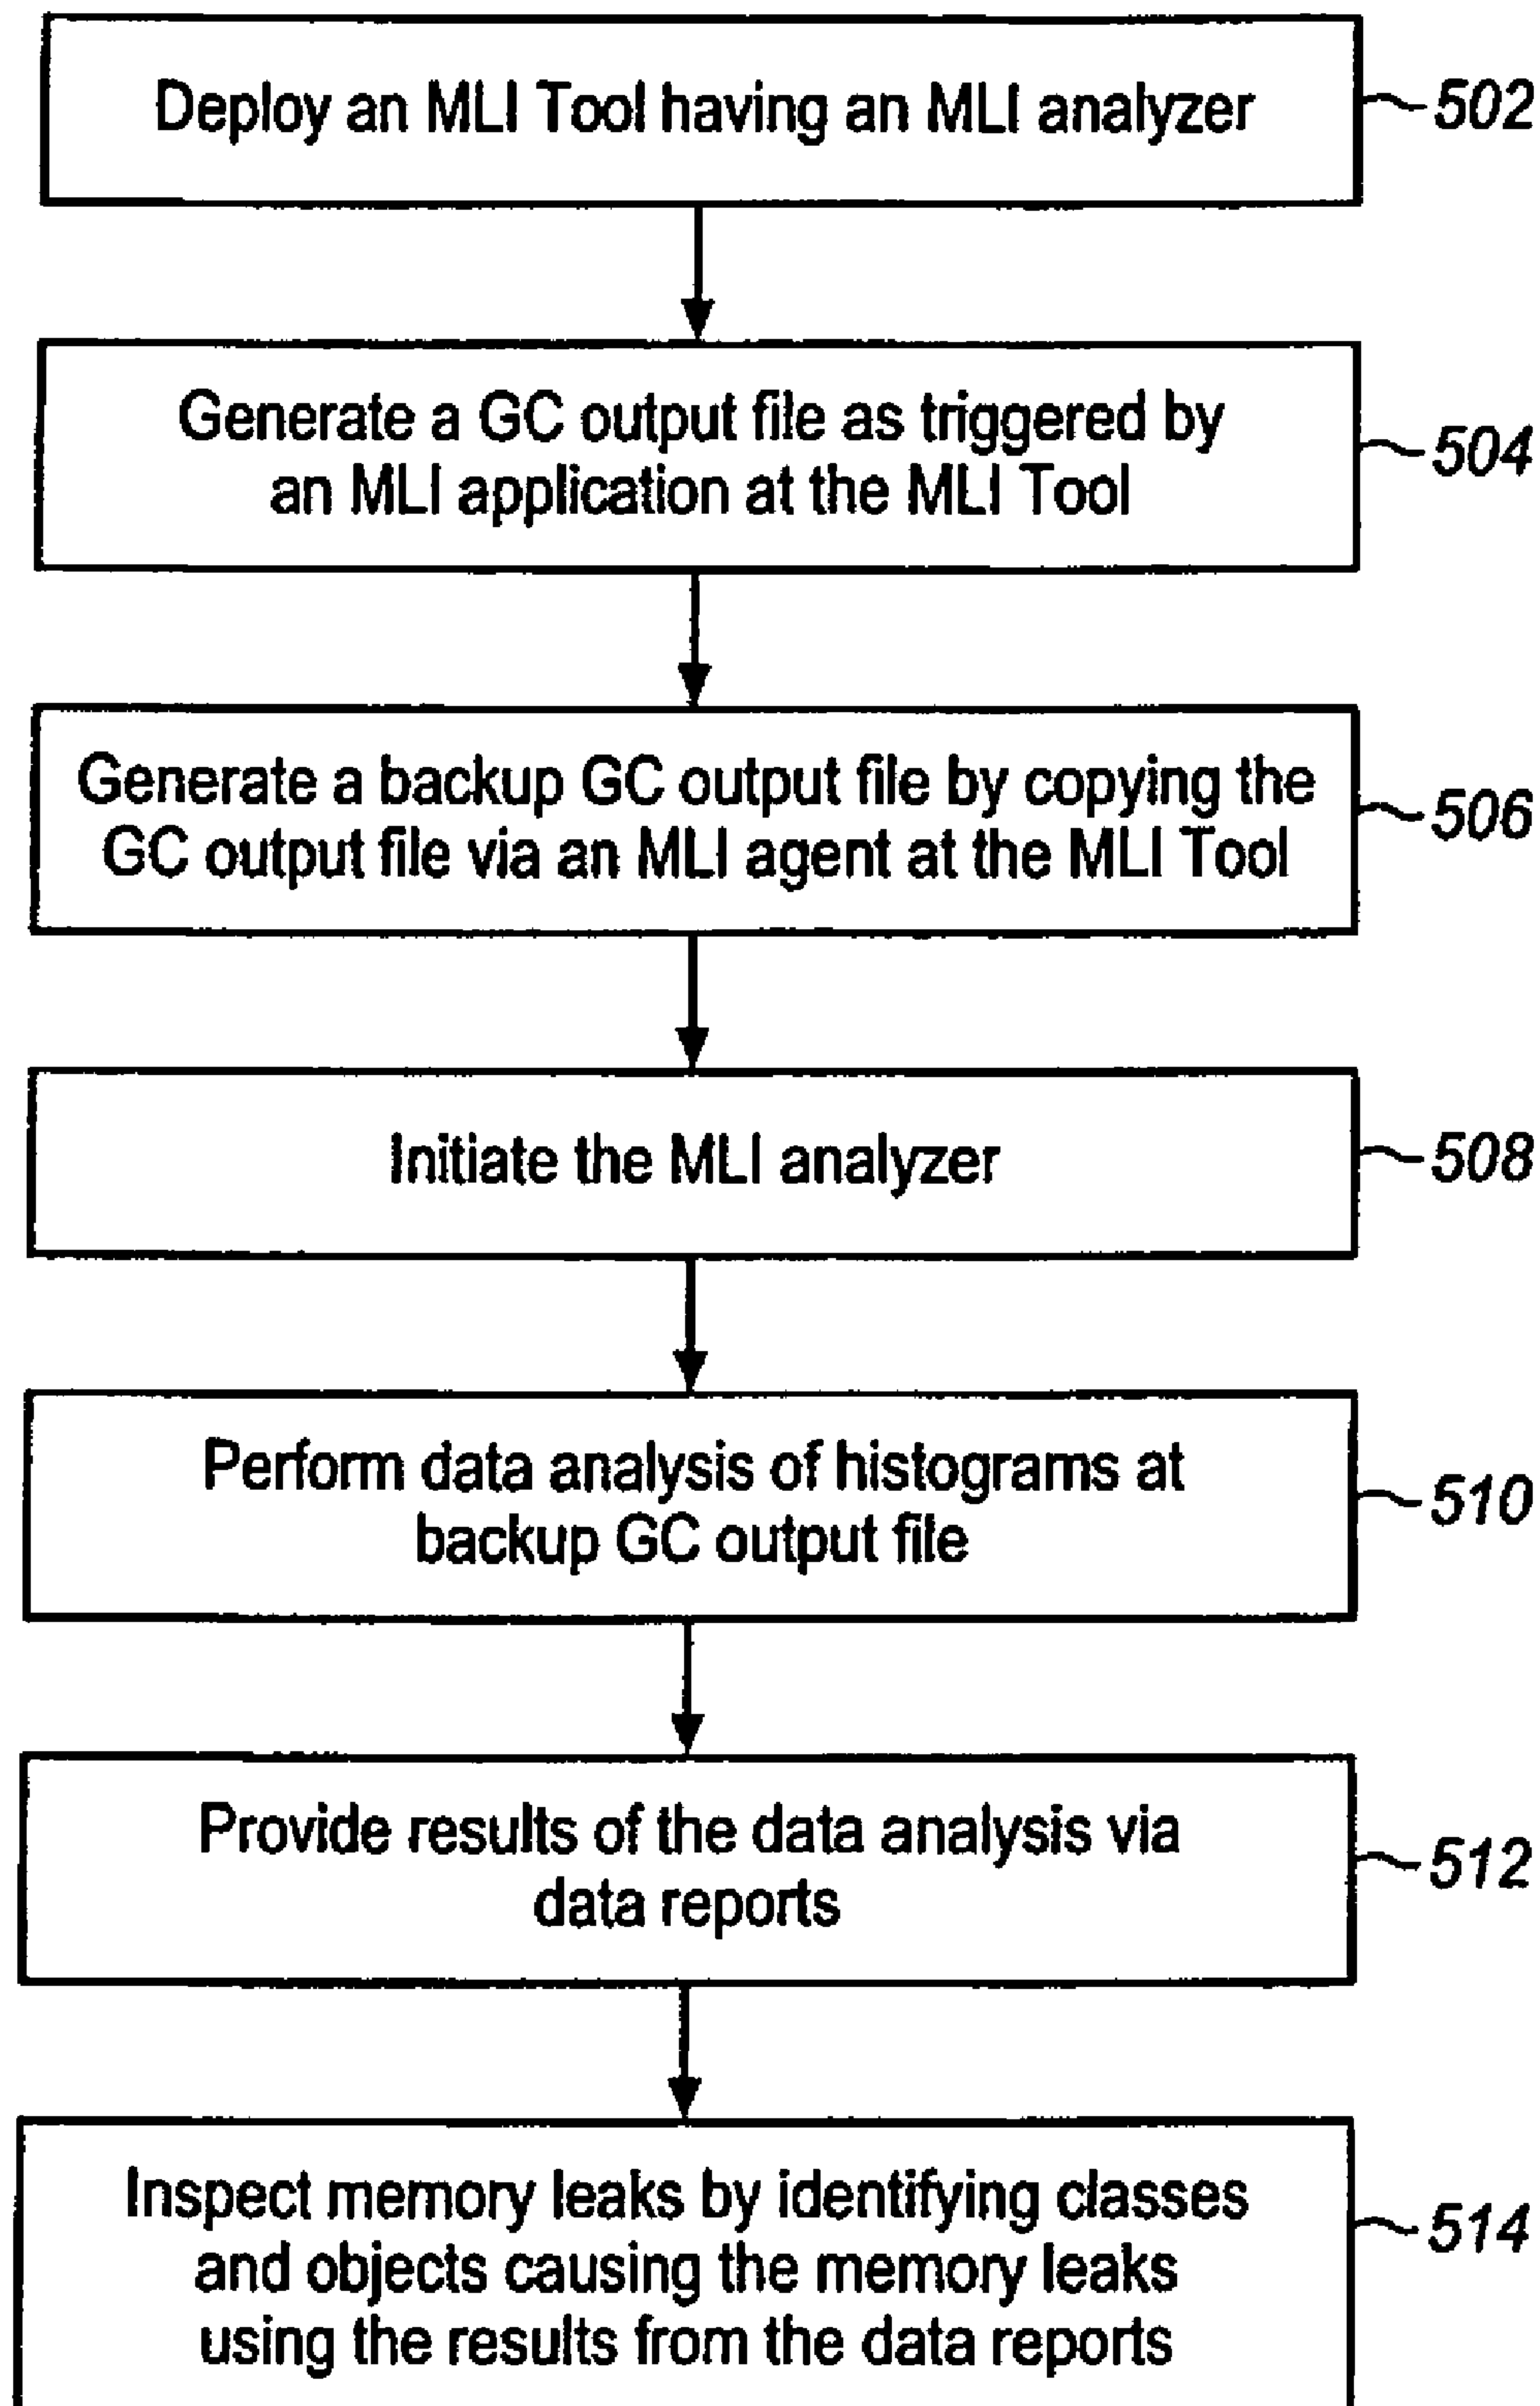 Deploy an MLI Tool having an MLI analyzer
502
Generate a GC output file as triggered by
an MLI application at the MLI Tool
504
Generate a backup GC output file by copying the
GC output file via an MLI agent at the MLI Tool
506
Initiate the MLI analyzer
508
Perform data analysis of histograms at
backup GC output file
510
Provide results of the data analysis via
data reports
512
Inspect memory leaks by identifying classes
and objects causing the memory leaks
using the results from the data reports
514